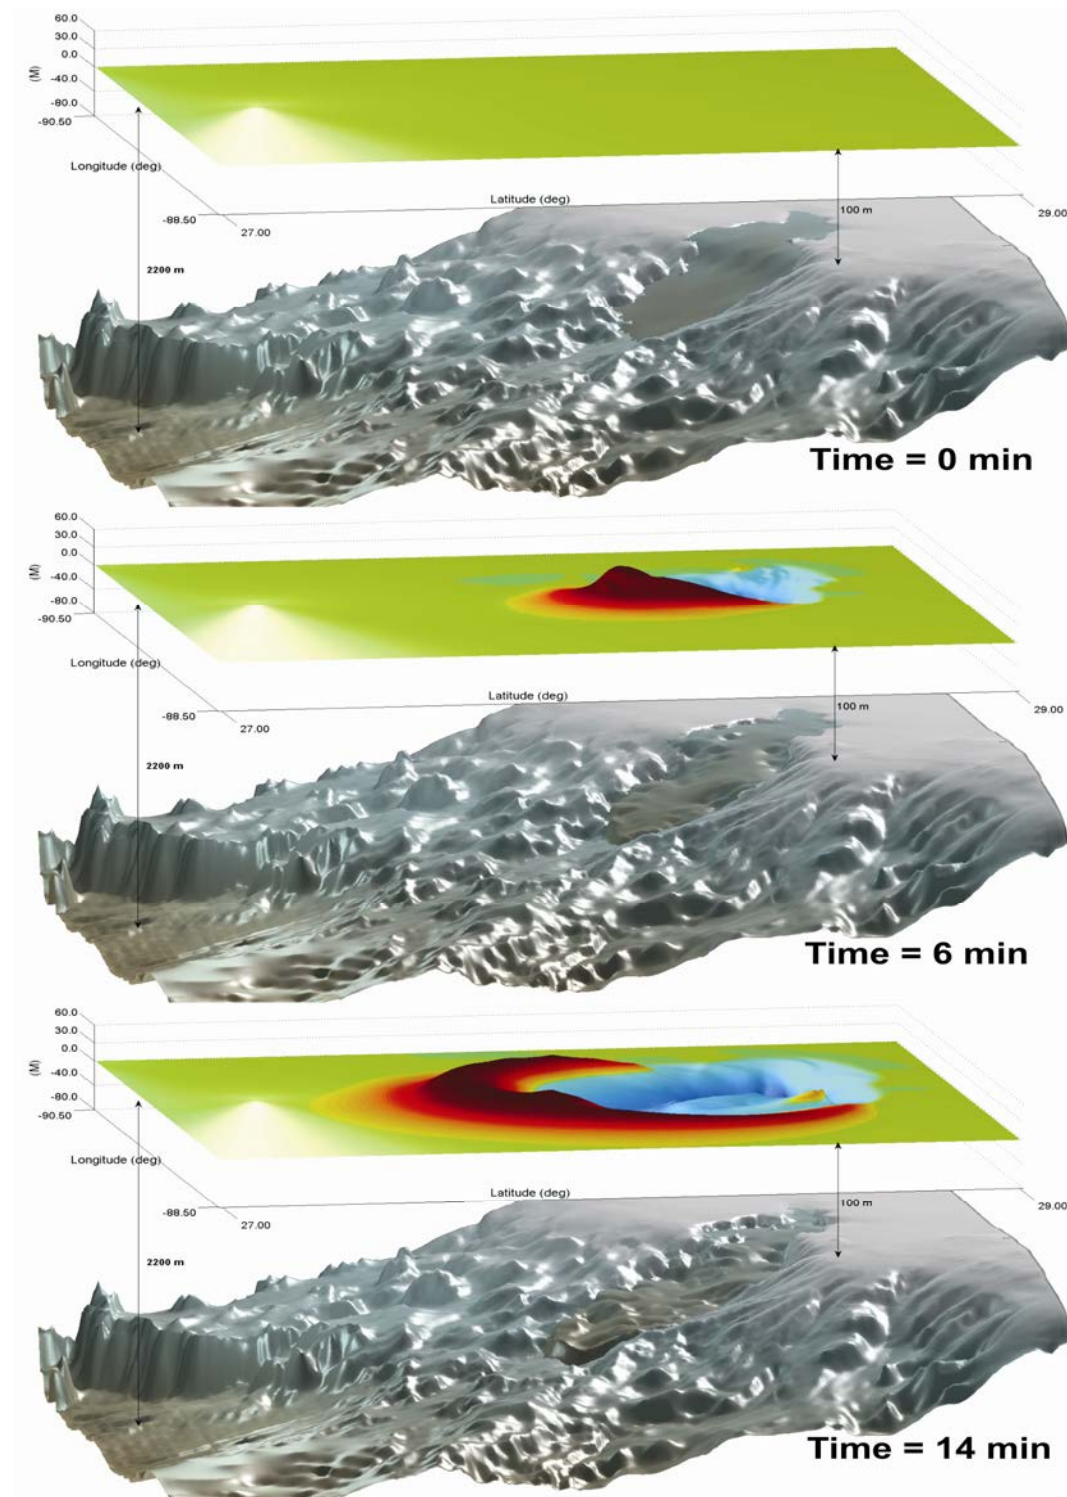 60.0
30.0
0.0
(M)
-40.0
-80.0
-90.50
Longitude (deg)
Latitude (deg)
-88.50
27.00
29.00
100 m
2200 m
Time = 0 min
60.0
30.0
0.0
(M)
-40.0
-80.0
-90.50
Longitude (deg)
Latitude (deg)
-88.50
27.00
29.00
100 m
2200 m
Time = 6 min
60.0
30.0
0.0
(M)
-40.0
-80.0
-90.50
Longitude (deg)
Latitude (deg)
-88.50
27.00
29.00
100 m
2200 m
Time = 14 min